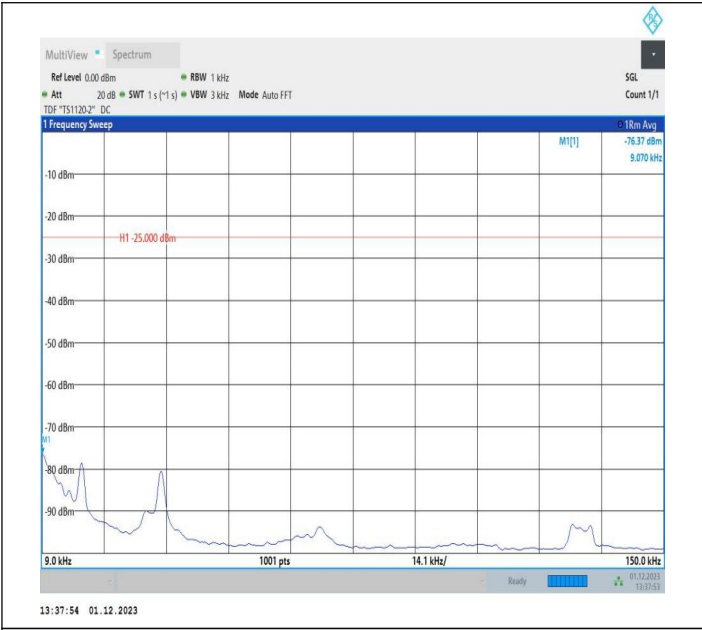 MultiView Spectrum
Ref Level 0.00 dBm RBW 1 kHz SGL
Att 20 dB SWT 1 s (~1 s) VBW 3 kHz Mode Auto FFT Count 1/1
TDF "TS1120-2" DC
1 Frequency Sweep 1Rm Avg
M1[1] -76.37 dBm
9.070 kHz
-10 dBm
-20 dBm
H1 -25.000 dBm
-30 dBm
-40 dBm
-50 dBm
-60 dBm
-70 dBm
M1
-80 dBm
-90 dBm
9.0 kHz 1001 pts 14.1 kHz/ 150.0 kHz
Ready 01.12.2023
13:37:53
13:37:54 01.12.2023